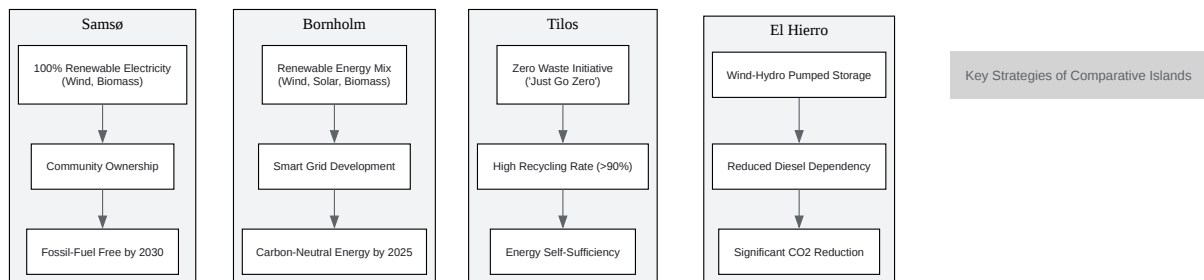 Samsø
100% Renewable Electricity
(Wind, Biomass)
Community Ownership
Fossil-Fuel Free by 2030
Bornholm
Renewable Energy Mix
(Wind, Solar, Biomass)
Smart Grid Development
Carbon-Neutral Energy by 2025
Tilos
Zero Waste Initiative
('Just Go Zero')
High Recycling Rate (>90%)
Energy Self-Sufficiency
El Hierro
Wind-Hydro Pumped Storage
Reduced Diesel Dependency
Significant CO2 Reduction
Key Strategies of Comparative Islands